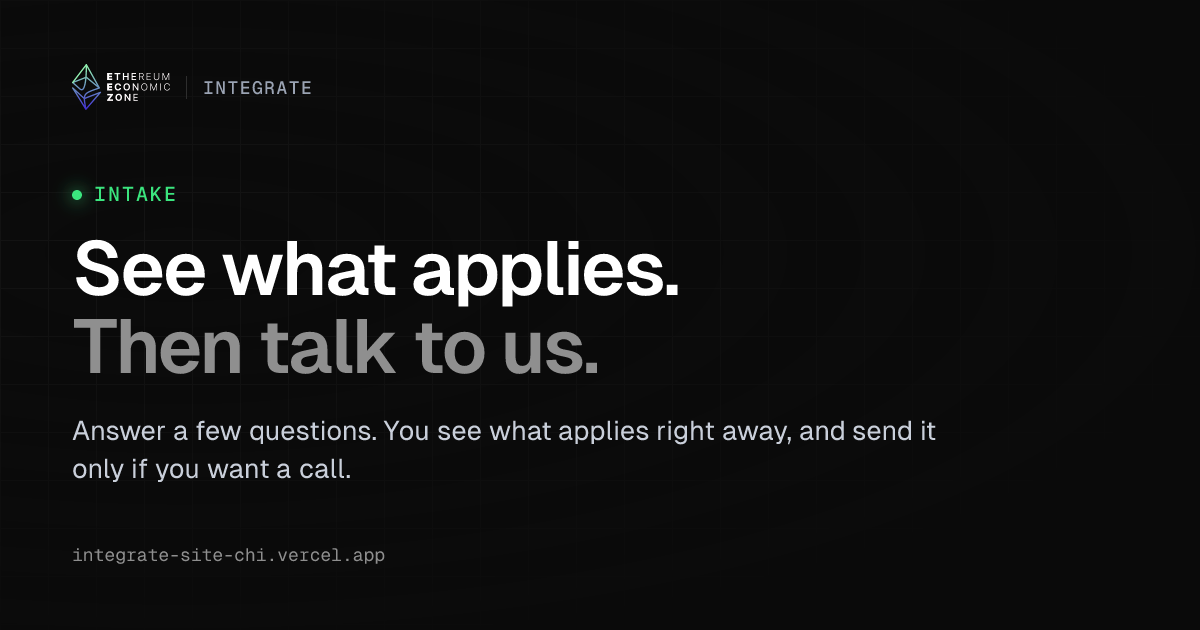 ETHEREUM
ECONOMIC
ZONE
INTEGRATE
INTAKE
See what applies.
Then talk to us.
Answer a few questions. You see what applies right away, and send it
only if you want a call.
integrate-site-chi.vercel.app